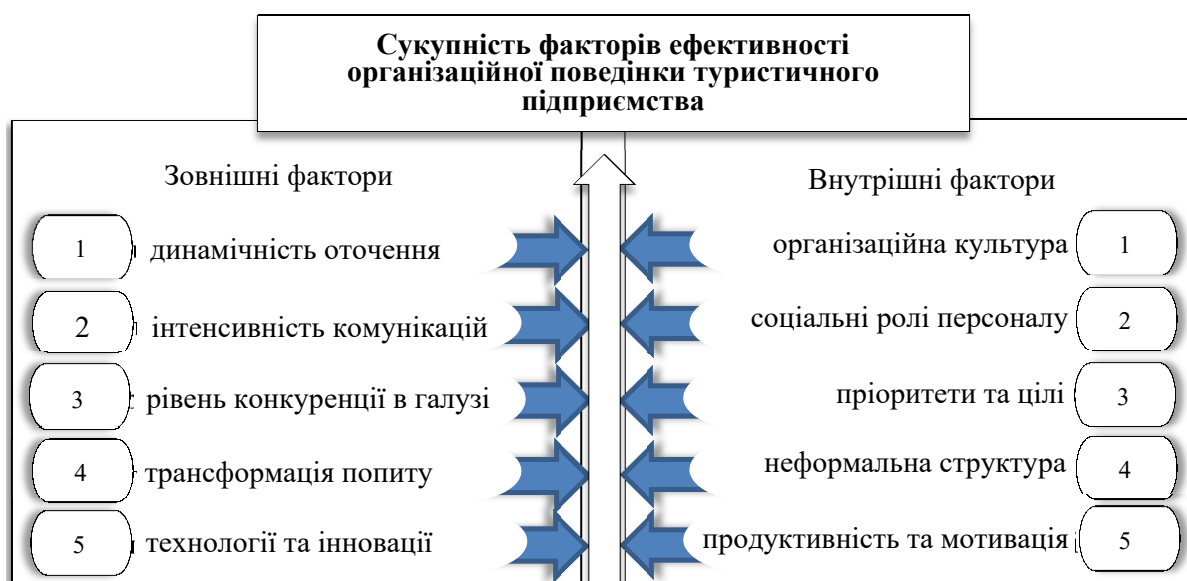 Сукупність факторів ефективності
організаційної поведінки туристичного
підприємства
Зовнішні фактори
1 динамічність оточення
2 інтенсивність комунікацій
3 рівень конкуренції в галузі
4 трансформація попиту
5 технології та інновації
Внутрішні фактори
організаційна культура 1
соціальні ролі персоналу 2
пріоритети та цілі 3
неформальна структура 4
продуктивність та мотивація 5